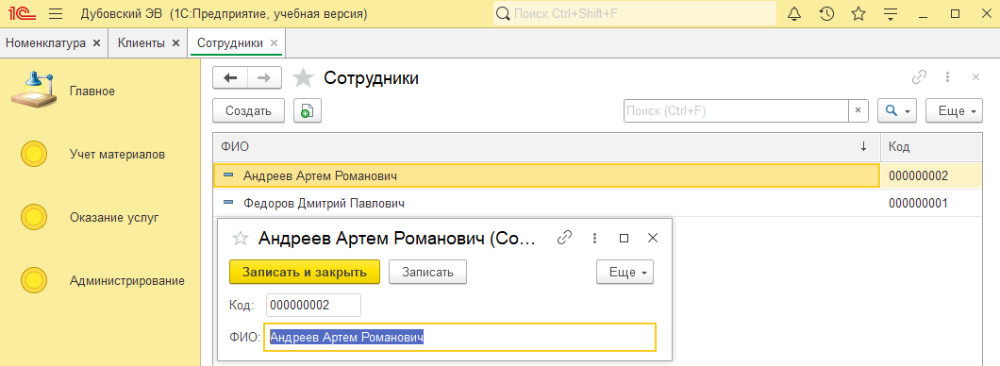 1С Дубовский ЭВ (1С:Предприятие, учебная версия) Поиск Ctrl+Shift+F
Номенклатура × Клиенты × Сотрудники ×
Главное
Учет материалов
Оказание услуг
Администрирование
Сотрудники
Создать Поиск (Ctrl+F) × Еще
ФИО Код
Андреев Артем Романович 000000002
Федоров Дмитрий Павлович 000000001
Андреев Артем Романович (Со...
Записать и закрыть Записать Еще
Код: 000000002
ФИО: Андреев Артем Романович